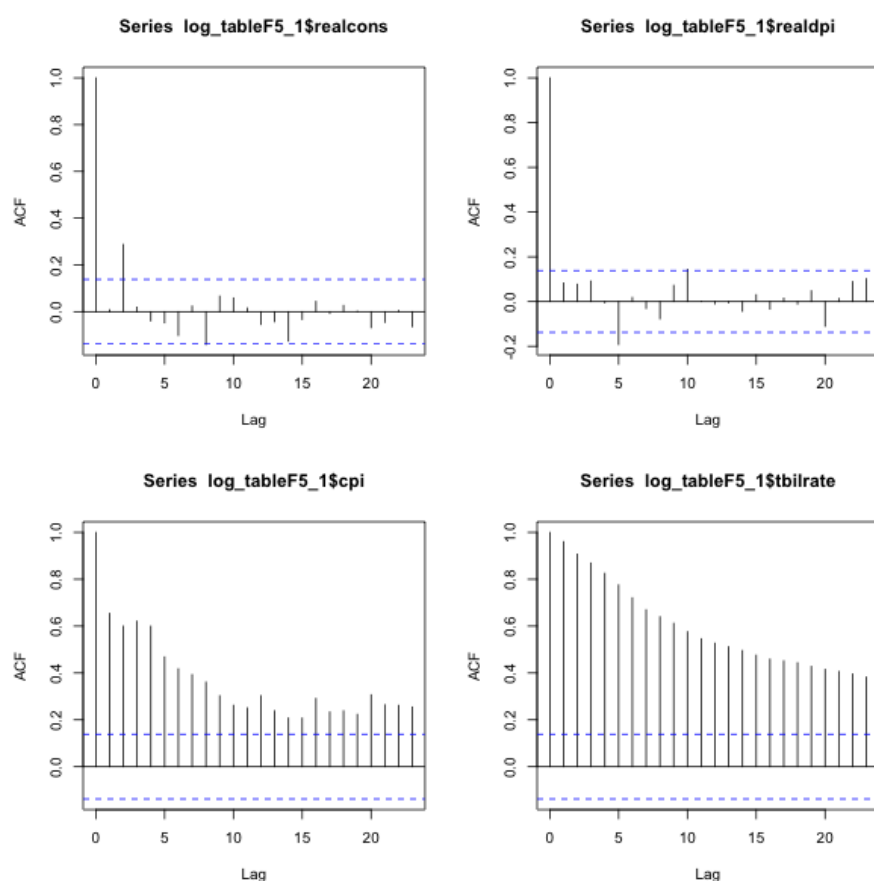 Series log_tableF5_1$realcons
ACF
0.0 0.2 0.4 0.6 0.8 1.0
0 5 10 15 20
Lag
Series log_tableF5_1$realdpi
ACF
-0.2 0.0 0.2 0.4 0.6 0.8 1.0
0 5 10 15 20
Lag
Series log_tableF5_1$cpi
ACF
0.0 0.2 0.4 0.6 0.8 1.0
0 5 10 15 20
Lag
Series log_tableF5_1$tbilrate
ACF
0.0 0.2 0.4 0.6 0.8 1.0
0 5 10 15 20
Lag